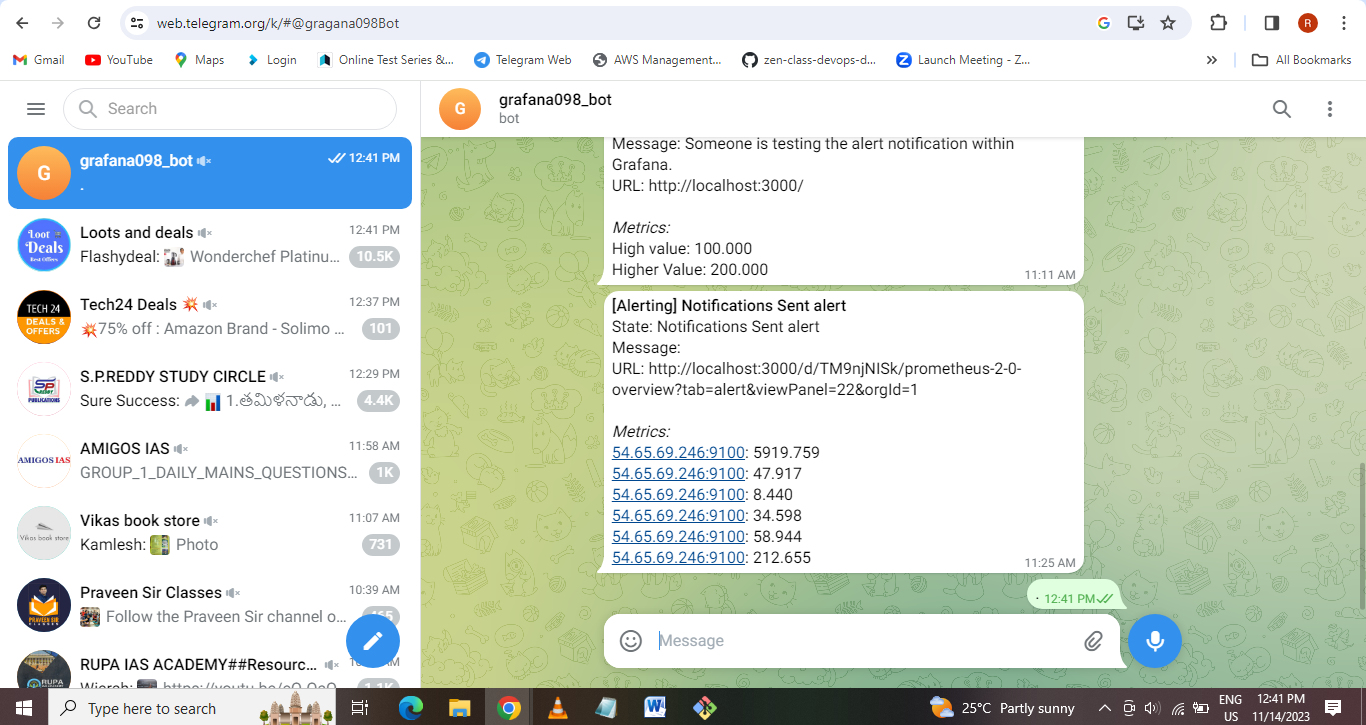 web.telegram.org/k/#@gragana098Bot
G
R
Gmail
YouTube
Maps
Login
Online Test Series &...
Telegram Web
AWS Management...
zen-class-devops-d...
Launch Meeting - Z...
All Bookmarks
Search
G
grafana098_bot
12:41 PM
.
Loot
Deals
Best Offers
Loots and deals
12:41 PM
Flashydeal: Wonderchef Platinu...
10.5K
TECH 24
DEALS &
OFFERS
Tech24 Deals 💥
12:37 PM
💥75% off : Amazon Brand - Solimo ...
101
SP
PUBLICATIONS
S.P.REDDY STUDY CIRCLE
12:29 PM
Sure Success: 📊 1.తమిళనాడు, ...
4.4K
AMIGOS IAS
AMIGOS IAS
11:58 AM
GROUP_1_DAILY_MAINS_QUESTIONS...
1K
Vikas book store
Vikas book store
11:07 AM
Kamlesh: Photo
731
PRAVEEN SIR
CLASSES
Praveen Sir Classes
10:39 AM
Follow the Praveen Sir channel o...
RUPA
RUPA IAS ACADEMY##Resourc...
G
grafana098_bot
bot
Message: Someone is testing the alert notification within
Grafana.
URL: http://localhost:3000/
Metrics:
High value: 100.000
Higher Value: 200.000
11:11 AM
[Alerting] Notifications Sent alert
State: Notifications Sent alert
Message:
URL: http://localhost:3000/d/TM9njNISk/prometheus-2-0-
overview?tab=alert&viewPanel=22&orgId=1
Metrics:
54.65.69.246:9100: 5919.759
54.65.69.246:9100: 47.917
54.65.69.246:9100: 8.440
54.65.69.246:9100: 34.598
54.65.69.246:9100: 58.944
54.65.69.246:9100: 212.655
11:25 AM
. 12:41 PM
Message
Type here to search
25°C Partly sunny
ENG
US
12:41 PM
11/14/2023